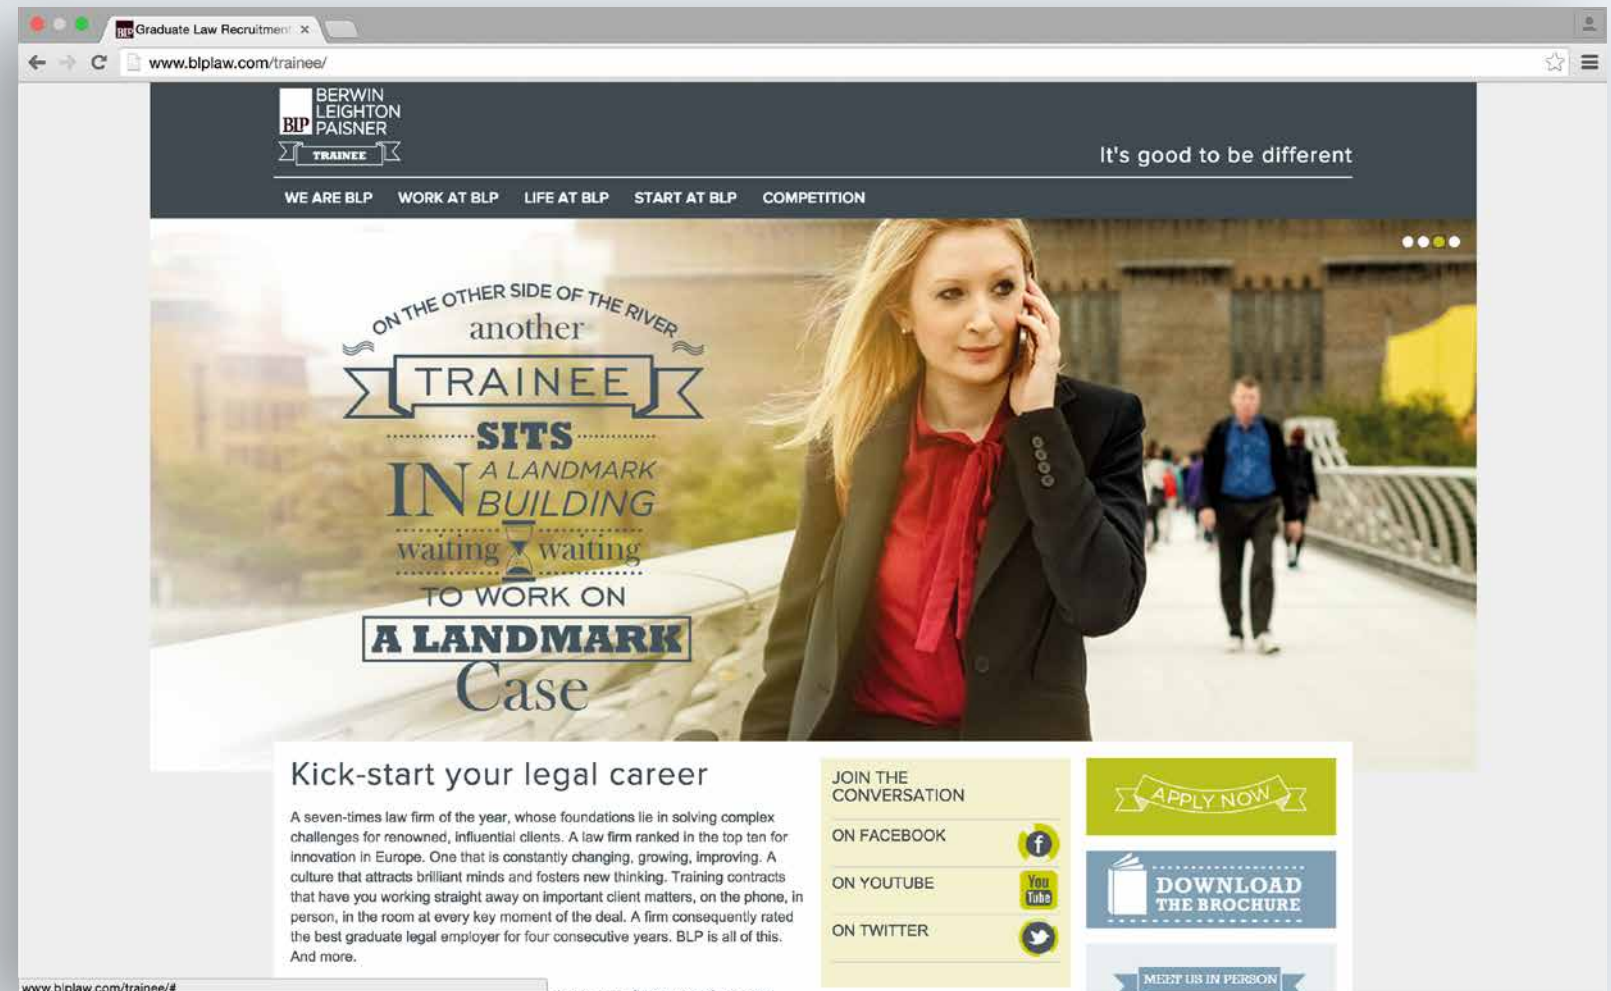 Graduate Law Recruitment
www.blplaw.com/trainee/
BERWIN
LEIGHTON
BLP PAISNER
TRAINEE
It's good to be different
WE ARE BLP WORK AT BLP LIFE AT BLP START AT BLP COMPETITION
ON THE OTHER SIDE OF THE RIVER
another
TRAINEE
SITS
IN A LANDMARK
BUILDING
waiting waiting
TO WORK ON
A LANDMARK
Case
Kick-start your legal career
A seven-times law firm of the year, whose foundations lie in solving complex
challenges for renowned, influential clients. A law firm ranked in the top ten for
innovation in Europe. One that is constantly changing, growing, improving. A
culture that attracts brilliant minds and fosters new thinking. Training contracts
that have you working straight away on important client matters, on the phone, in
person, in the room at every key moment of the deal. A firm consequently rated
the best graduate legal employer for four consecutive years. BLP is all of this.
And more.
JOIN THE
CONVERSATION
ON FACEBOOK
f
ON YOUTUBE
You
Tube
ON TWITTER
APPLY NOW
DOWNLOAD
THE BROCHURE
MEET US IN PERSON
www.blplaw.com/trainee/#